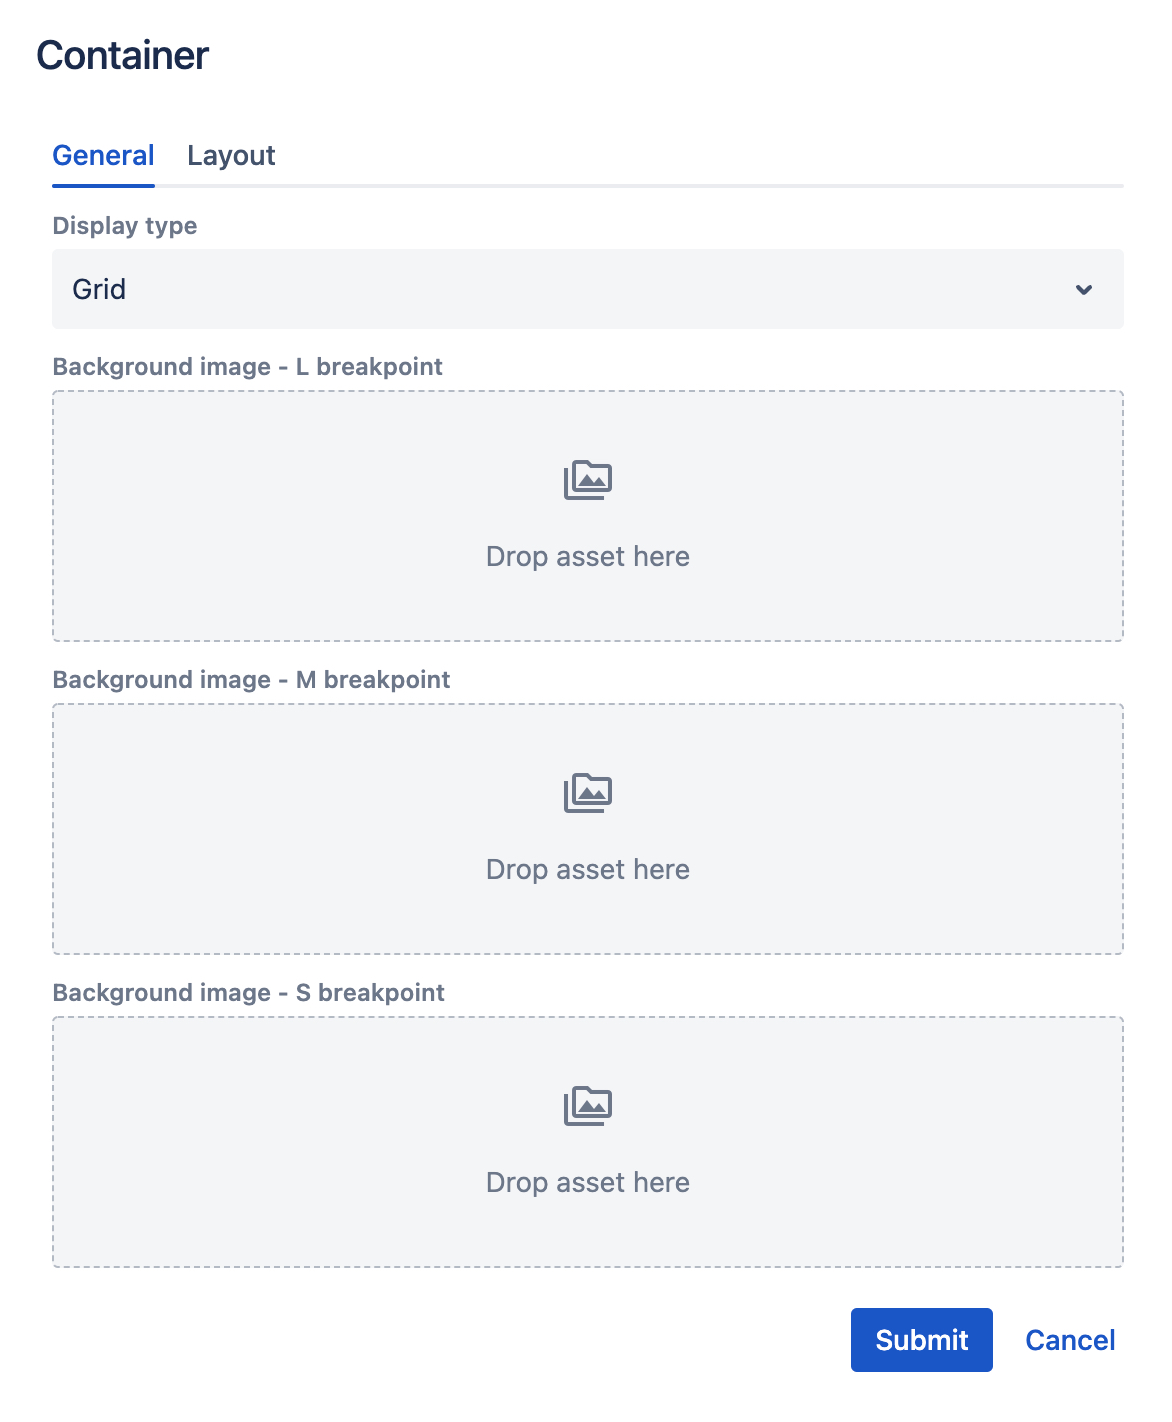 Container
General Layout
Display type
Grid
Background image - L breakpoint
Drop asset here
Background image - M breakpoint
Drop asset here
Background image - S breakpoint
Drop asset here
Submit Cancel